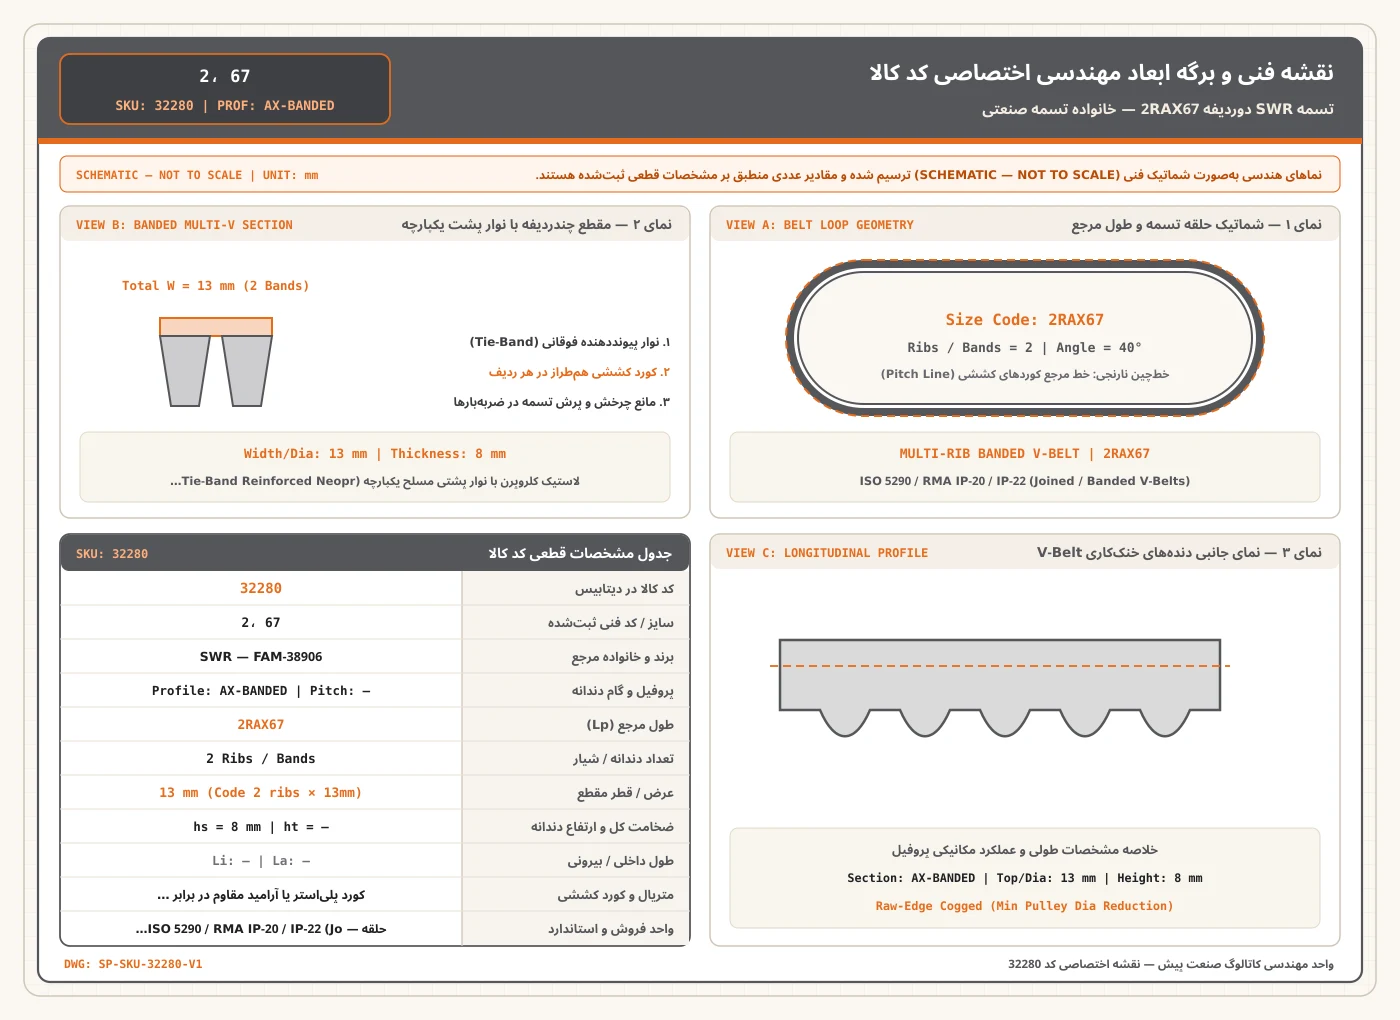 نقشه فنی و برگه ابعاد مهندسی اختصاصی کد کالا
تسمه SWR دوردیفه 2RAX67 — خانواده تسمه صنعتی
2، 67
SKU: 32280 | PROF: AX-BANDED
نماهای هندسی به‌صورت شماتیک فنی (SCHEMATIC — NOT TO SCALE) ترسیم شده و مقادیر عددی منطبق بر مشخصات قطعی ثبت‌شده هستند.
SCHEMATIC — NOT TO SCALE | UNIT: mm
نمای ۱ — شماتیک حلقه تسمه و طول مرجع
VIEW A: BELT LOOP GEOMETRY
Size Code: 2RAX67
Ribs / Bands = 2 | Angle = 40°
خط‌چین نارنجی: خط مرجع کوردهای کششی (Pitch Line)
MULTI-RIB BANDED V-BELT | 2RAX67
ISO 5290 / RMA IP-20 / IP-22 (Joined / Banded V-Belts)
نمای ۲ — مقطع چندردیفه با نوار پشت یکپارچه
VIEW B: BANDED MULTI-V SECTION
Total W = 13 mm (2 Bands)
۱. نوار پیونددهنده فوقانی (Tie-Band)
۲. کورد کششی هم‌طراز در هر ردیف
۳. مانع چرخش و پرش تسمه در ضربه‌بارها
Width/Dia: 13 mm | Thickness: 8 mm
لاستیک کلروپرن با نوار پشتی مسلح یکپارچه (Tie-Band Reinforced Neopr...
نمای ۳ — نمای جانبی دنده‌های خنک‌کاری V-Belt
VIEW C: LONGITUDINAL PROFILE
خلاصه مشخصات طولی و عملکرد مکانیکی پروفیل
Section: AX-BANDED | Top/Dia: 13 mm | Height: 8 mm
Raw-Edge Cogged (Min Pulley Dia Reduction)
جدول مشخصات قطعی کد کالا
SKU: 32280
کد کالا در دیتابیس
32280
سایز / کد فنی ثبت‌شده
2، 67
برند و خانواده مرجع
SWR — FAM-38906
پروفیل و گام دندانه
Profile: AX-BANDED | Pitch: —
طول مرجع (Lp)
2RAX67
تعداد دندانه / شیار
2 Ribs / Bands
عرض / قطر مقطع
13 mm (Code 2 ribs × 13mm)
ضخامت کل و ارتفاع دندانه
hs = 8 mm | ht = —
طول داخلی / بیرونی
Li: — | La: —
متریال و کورد کششی
کورد پلی‌استر یا آرامید مقاوم در برابر ...
واحد فروش و استاندارد
حلقه — ISO 5290 / RMA IP-20 / IP-22 (Jo...
واحد مهندسی کاتالوگ صنعت پیش — نقشه اختصاصی کد 32280
DWG: SP-SKU-32280-V1